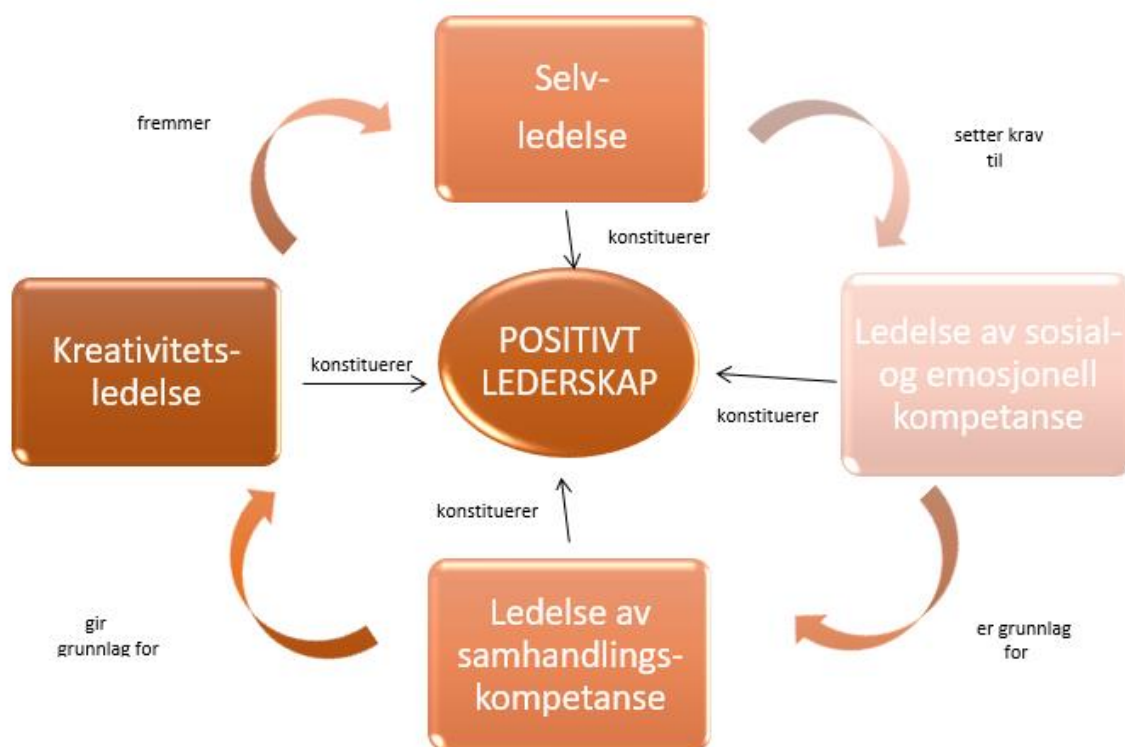 Selv-
ledelse
fremmer
setter krav
til
konstituerer
Kreativitets-
ledelse
konstituerer
POSITIVT
LEDERSKAP
konstituerer
Ledelse av sosial-
og emosjonell
kompetanse
konstituerer
gir
grunnlag for
Ledelse av
samhandlings-
kompetanse
er grunnlag
for